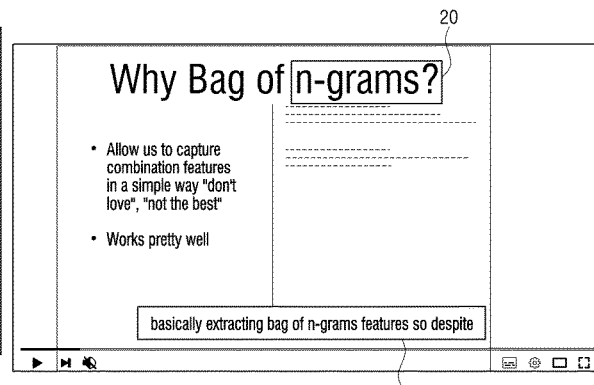 20
Why Bag of n-grams?
• Allow us to capture
combination features
in a simple way "don't
love", "not the best"
• Works pretty well
basically extracting bag of n-grams features so despite